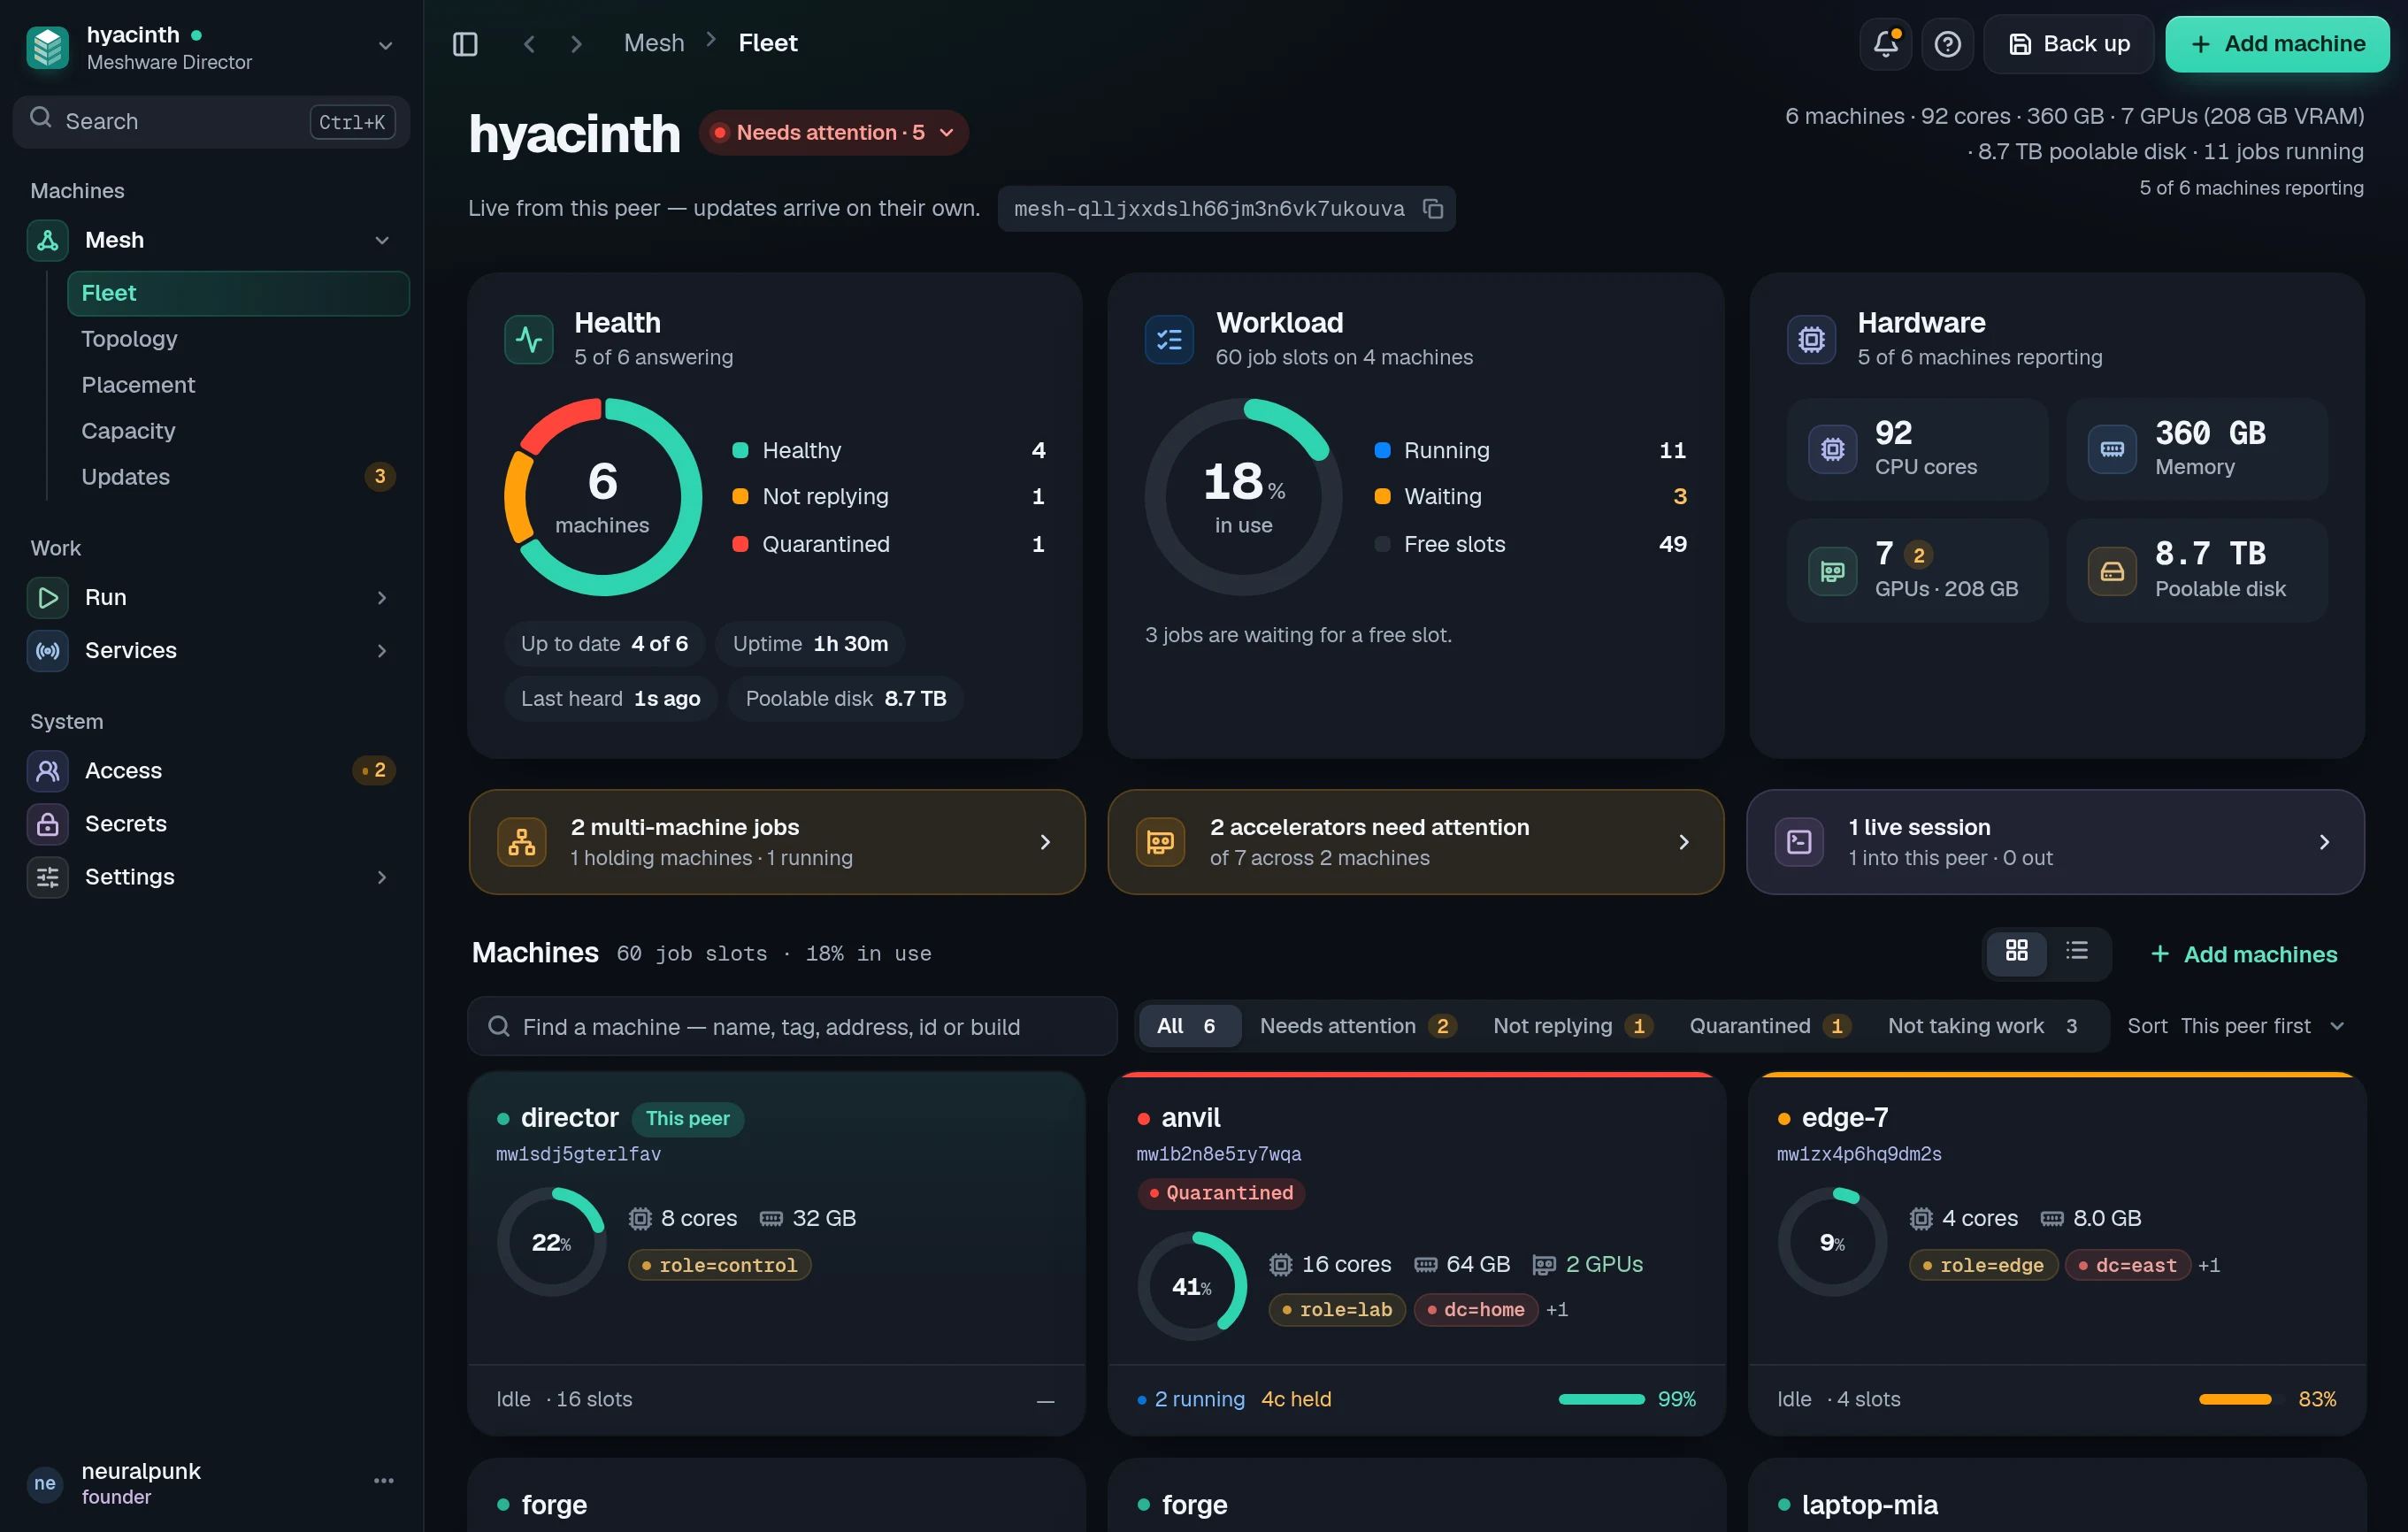 hyacinth
Meshware Director
Search Ctrl+K
Machines
Mesh
Fleet
Topology
Placement
Capacity
Updates 3
Work
Run
Services
System
Access 2
Secrets
Settings
ne
neuralpunk
founder
Mesh Fleet
Back up
Add machine
hyacinth
Needs attention · 5
6 machines · 92 cores · 360 GB · 7 GPUs (208 GB VRAM)
· 8.7 TB poolable disk · 11 jobs running
5 of 6 machines reporting
Live from this peer — updates arrive on their own.
mesh-qlljxxdslh66jm3n6vk7ukouva
Health
5 of 6 answering
6
machines
Healthy 4
Not replying 1
Quarantined 1
Up to date 4 of 6
Uptime 1h 30m
Last heard 1s ago
Poolable disk 8.7 TB
Workload
60 job slots on 4 machines
18%
in use
Running 11
Waiting 3
Free slots 49
3 jobs are waiting for a free slot.
Hardware
5 of 6 machines reporting
92
CPU cores
360 GB
Memory
7 2
GPUs · 208 GB
8.7 TB
Poolable disk
2 multi-machine jobs
1 holding machines · 1 running
2 accelerators need attention
of 7 across 2 machines
1 live session
1 into this peer · 0 out
Machines 60 job slots · 18% in use
Add machines
Find a machine — name, tag, address, id or build
All 6
Needs attention 2
Not replying 1
Quarantined 1
Not taking work 3
Sort This peer first
director This peer
mw1sdj5gterlfav
22%
8 cores 32 GB
role=control
Idle · 16 slots —
anvil
mw1b2n8e5ry7wqa
Quarantined
41%
16 cores 64 GB 2 GPUs
role=lab dc=home +1
2 running 4c held 99%
edge-7
mw1zx4p6hq9dm2s
9%
4 cores 8.0 GB
role=edge dc=east +1
Idle · 4 slots 83%
forge
forge
laptop-mia